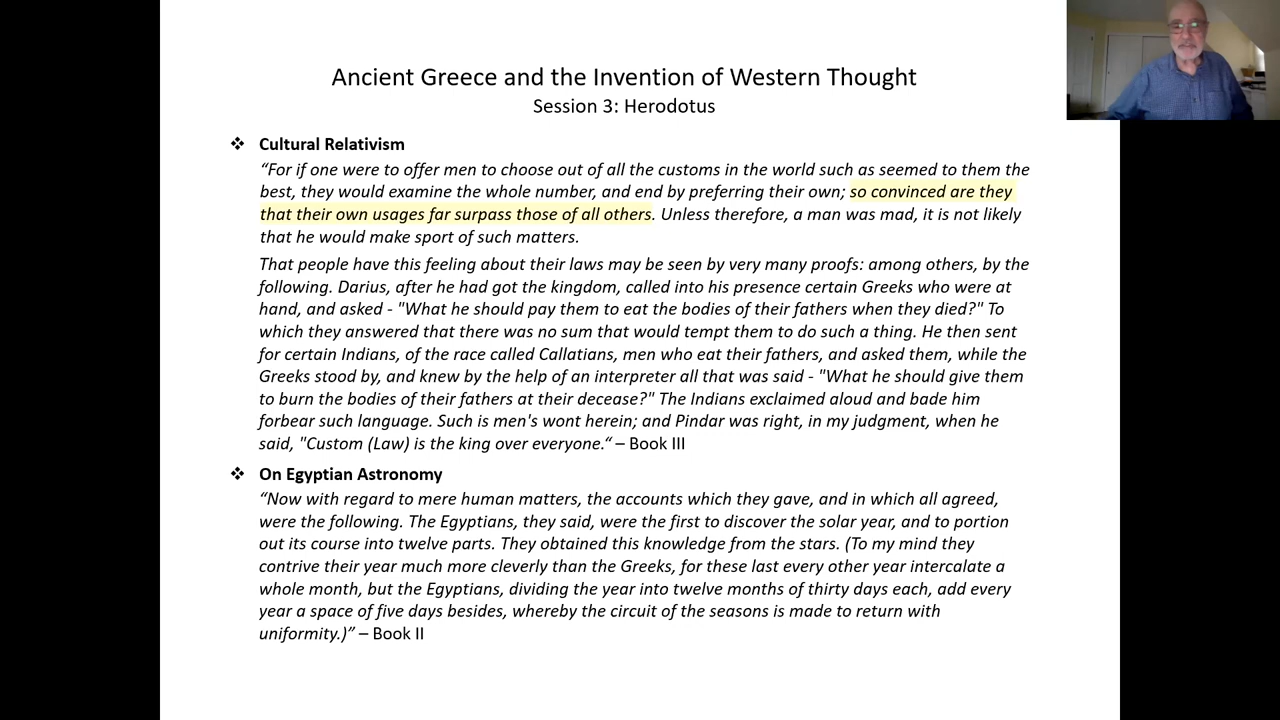 Ancient Greece and the Invention of Western Thought
Session 3: Herodotus
❖ Cultural Relativism
“For if one were to offer men to choose out of all the customs in the world such as seemed to them the
best, they would examine the whole number, and end by preferring their own; so convinced are they
that their own usages far surpass those of all others. Unless therefore, a man was mad, it is not likely
that he would make sport of such matters.
That people have this feeling about their laws may be seen by very many proofs: among others, by the
following. Darius, after he had got the kingdom, called into his presence certain Greeks who were at
hand, and asked - "What he should pay them to eat the bodies of their fathers when they died?" To
which they answered that there was no sum that would tempt them to do such a thing. He then sent
for certain Indians, of the race called Callatians, men who eat their fathers, and asked them, while the
Greeks stood by, and knew by the help of an interpreter all that was said - "What he should give them
to burn the bodies of their fathers at their decease?" The Indians exclaimed aloud and bade him
forbear such language. Such is men's wont herein; and Pindar was right, in my judgment, when he
said, "Custom (Law) is the king over everyone.“ – Book III
❖ On Egyptian Astronomy
“Now with regard to mere human matters, the accounts which they gave, and in which all agreed,
were the following. The Egyptians, they said, were the first to discover the solar year, and to portion
out its course into twelve parts. They obtained this knowledge from the stars. (To my mind they
contrive their year much more cleverly than the Greeks, for these last every other year intercalate a
whole month, but the Egyptians, dividing the year into twelve months of thirty days each, add every
year a space of five days besides, whereby the circuit of the seasons is made to return with
uniformity.)” – Book II